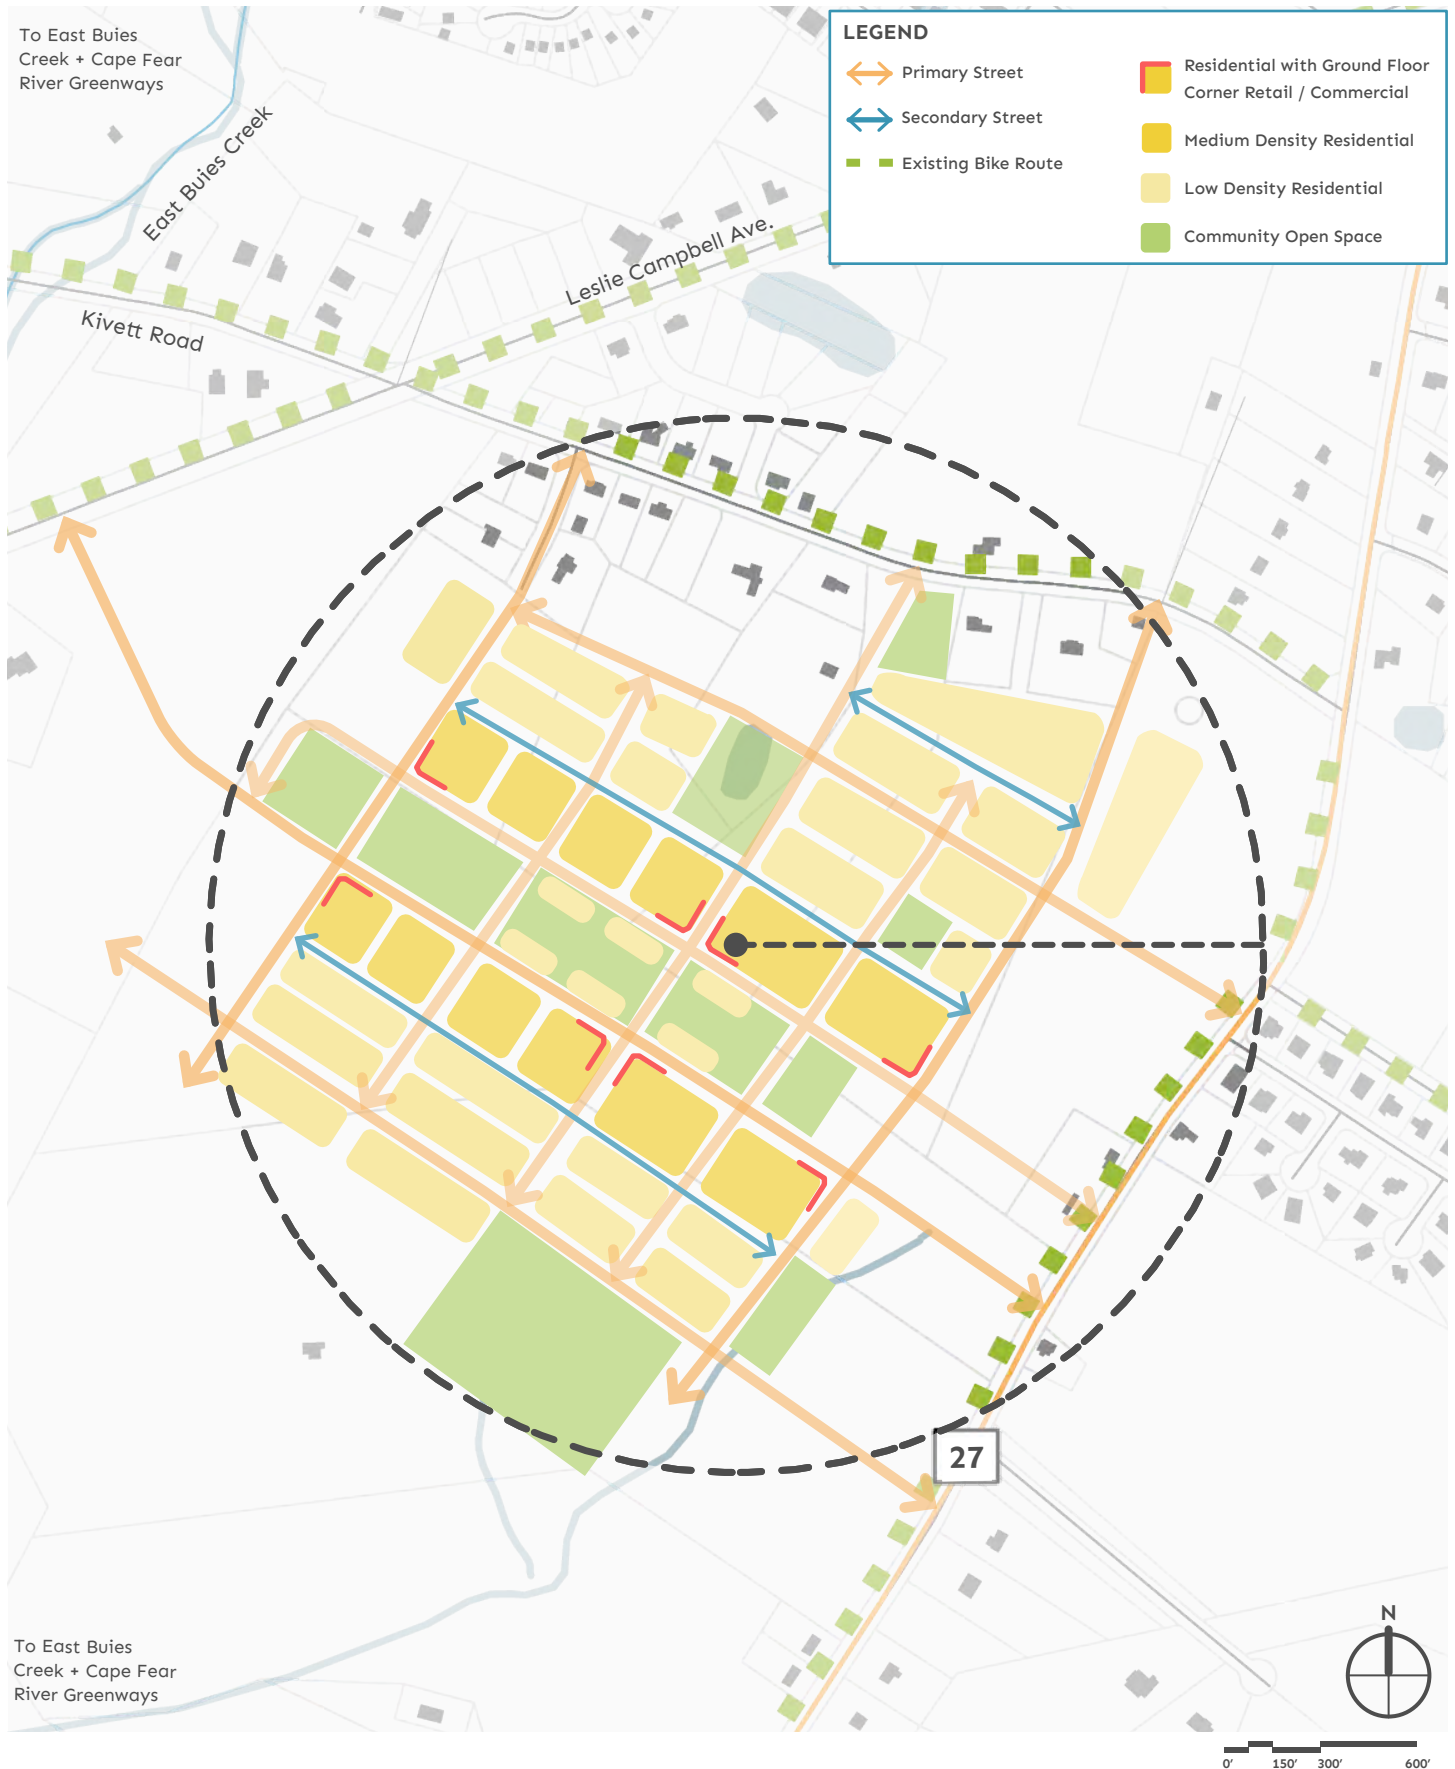 To East Buies
Creek + Cape Fear
River Greenways
LEGEND
Primary Street
Secondary Street
Existing Bike Route
Residential with Ground Floor
Corner Retail / Commercial
Medium Density Residential
Low Density Residential
Community Open Space
East Buies Creek
Leslie Campbell Ave.
Kivett Road
27
To East Buies
Creek + Cape Fear
River Greenways
N
0' 150' 300' 600'